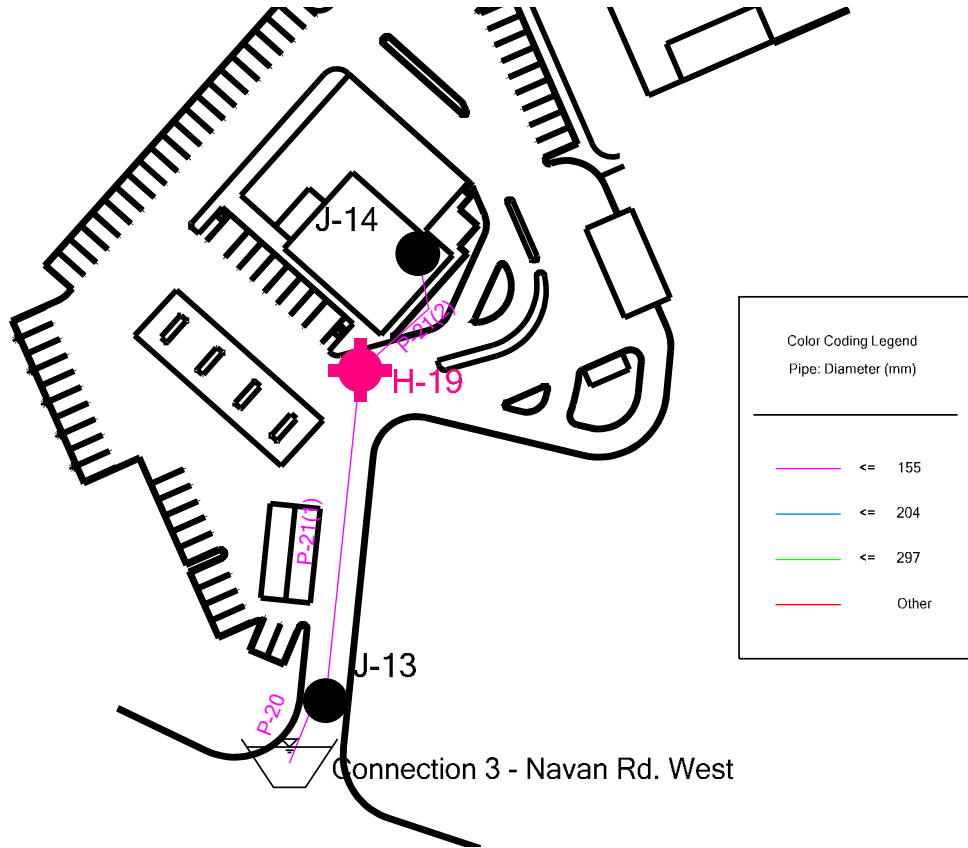 J-14
P-21(2)
H-19
P-21(1)
J-13
P-20
Connection 3 - Navan Rd. West
Color Coding Legend
Pipe: Diameter (mm)
<= 155
<= 204
<= 297
Other